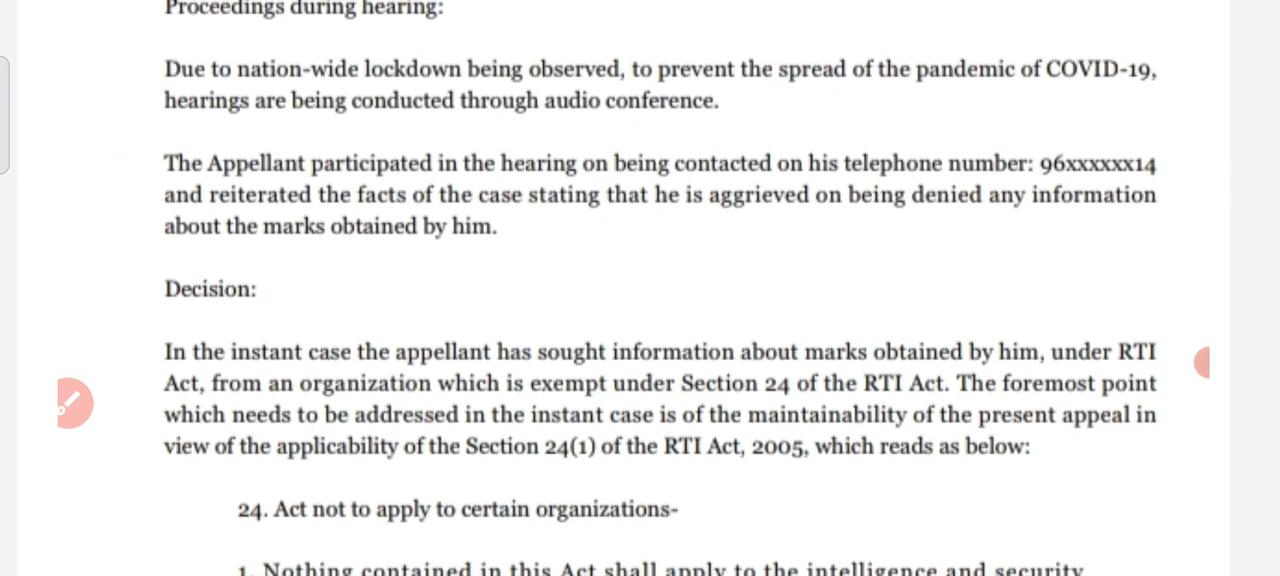 Proceedings during hearing:
Due to nation-wide lockdown being observed, to prevent the spread of the pandemic of COVID-19,
hearings are being conducted through audio conference.
The Appellant participated in the hearing on being contacted on his telephone number: 96xxxxxx14
and reiterated the facts of the case stating that he is aggrieved on being denied any information
about the marks obtained by him.
Decision:
In the instant case the appellant has sought information about marks obtained by him, under RTI
Act, from an organization which is exempt under Section 24 of the RTI Act. The foremost point
which needs to be addressed in the instant case is of the maintainability of the present appeal in
view of the applicability of the Section 24(1) of the RTI Act, 2005, which reads as below:
24. Act not to apply to certain organizations-
1. Nothing contained in this Act shall apply to the intelligence and security